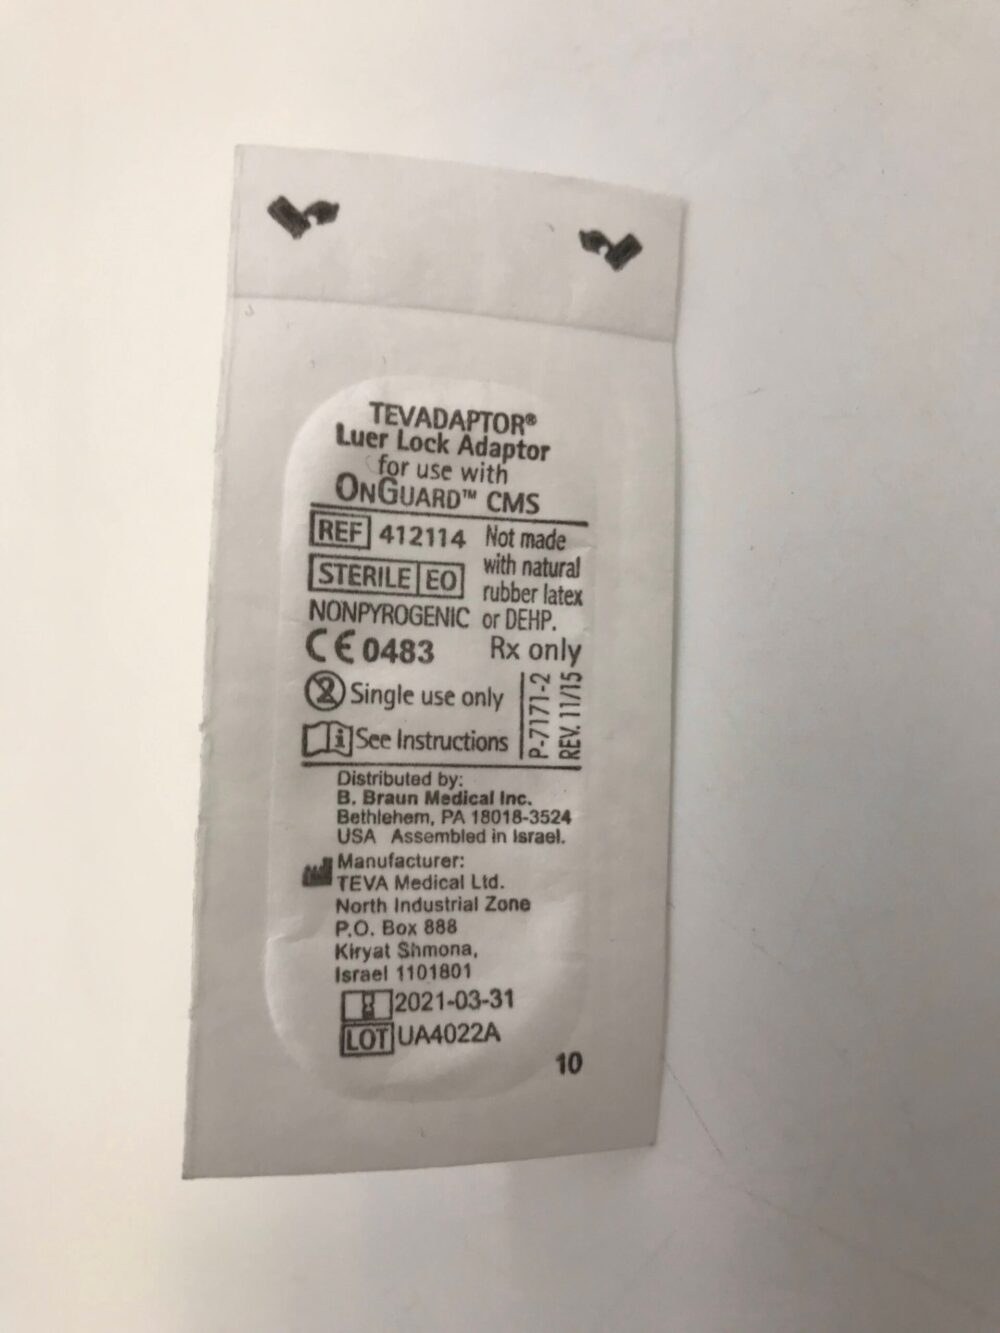 TEVADAPTOR®
Luer Lock Adaptor
for use with
ONGUARD™ CMS
REF 412114
STERILE EO
NONPYROGENIC
CE 0483
Not made
with natural
rubber latex
or DEHP.
Rx only
2 Single use only
i See Instructions
P-7171-2
REV. 11/15
Distributed by:
B. Braun Medical Inc.
Bethlehem, PA 18018-3524
USA Assembled in Israel.
Manufacturer:
TEVA Medical Ltd.
North Industrial Zone
P.O. Box 888
Kiryat Shmona,
Israel 1101801
2021-03-31
LOT UA4022A
10